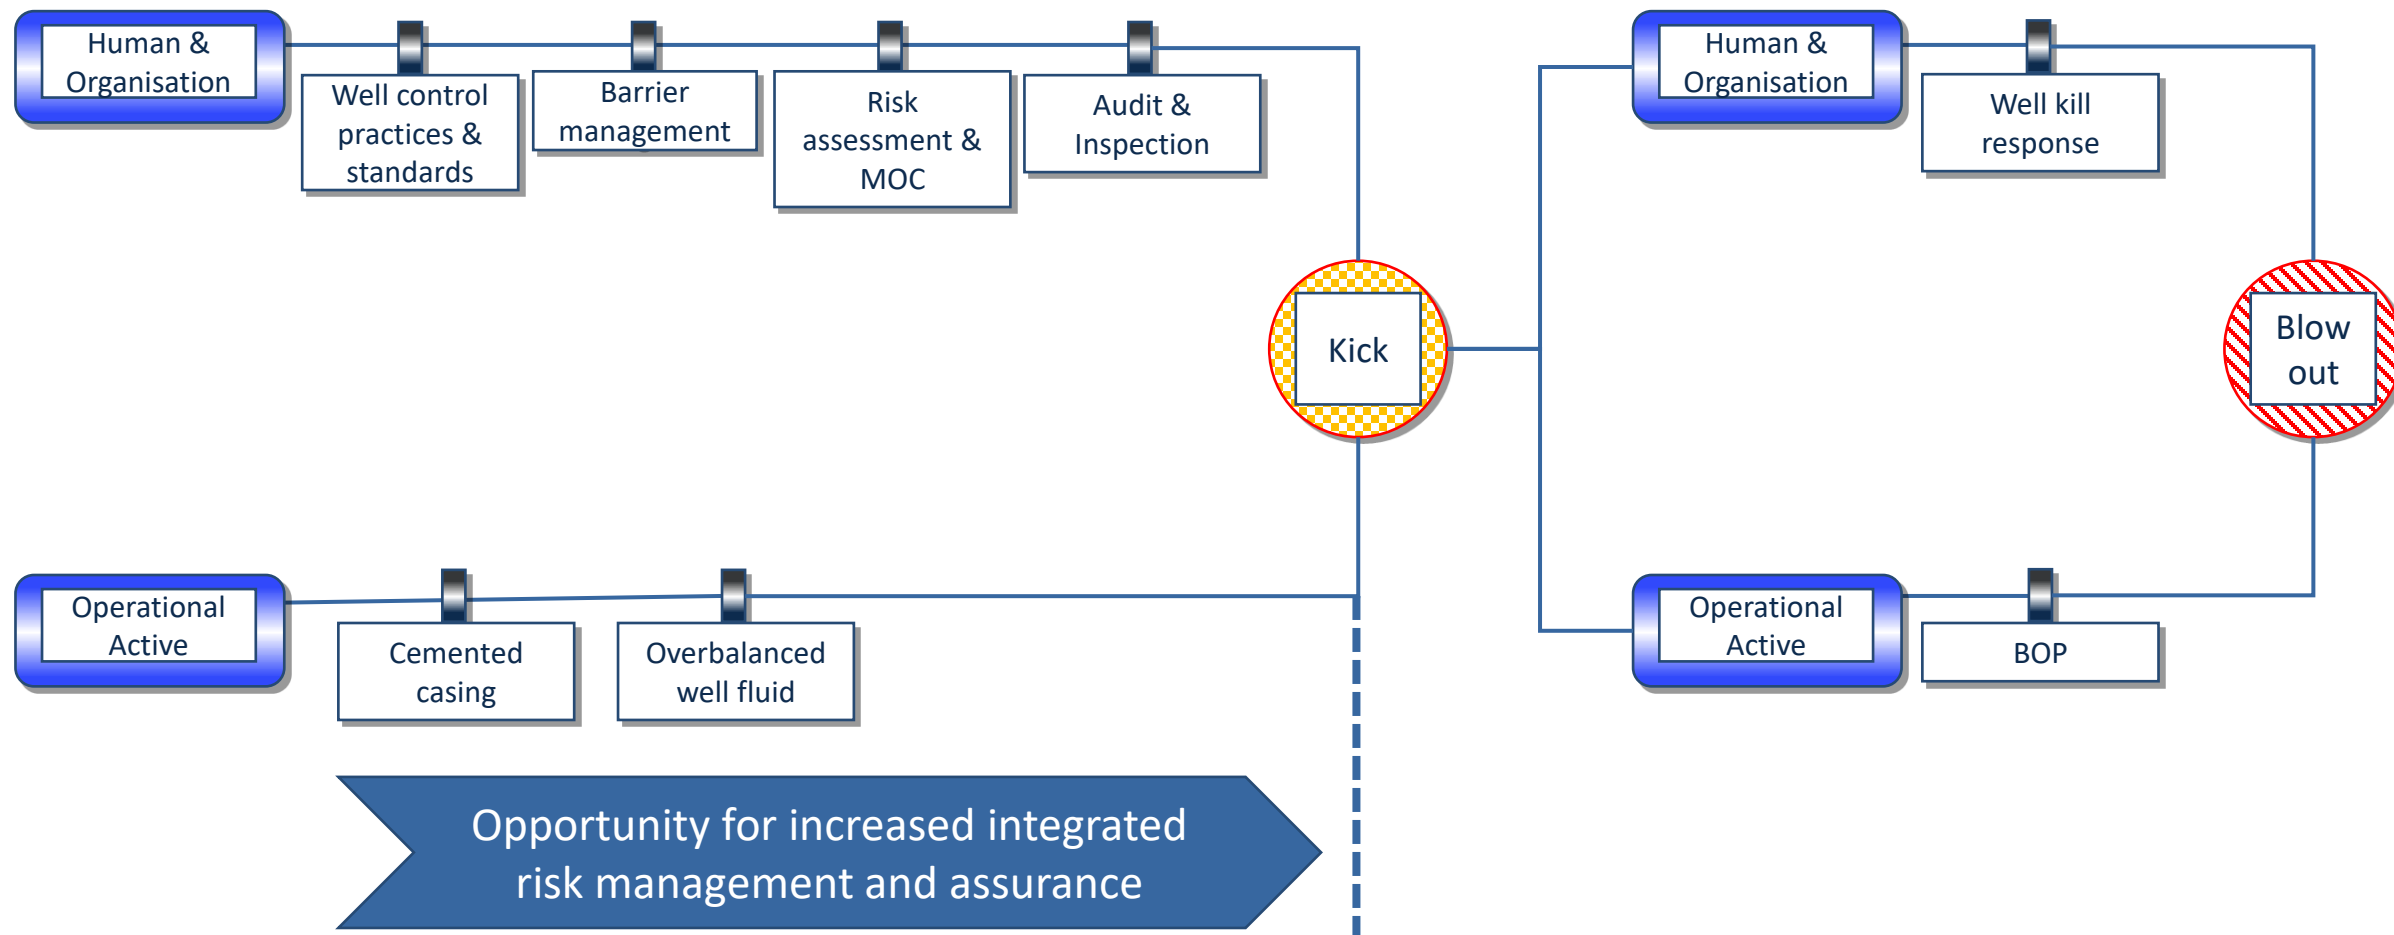 Human &
Organisation
Well control
practices &
standards
Barrier
management
Risk
assessment &
MOC
Audit &
Inspection
Human &
Organisation
Well kill
response
Kick
Blow
out
Operational
Active
Cemented
casing
Overbalanced
well fluid
Operational
Active
BOP
Opportunity for increased integrated
risk management and assurance